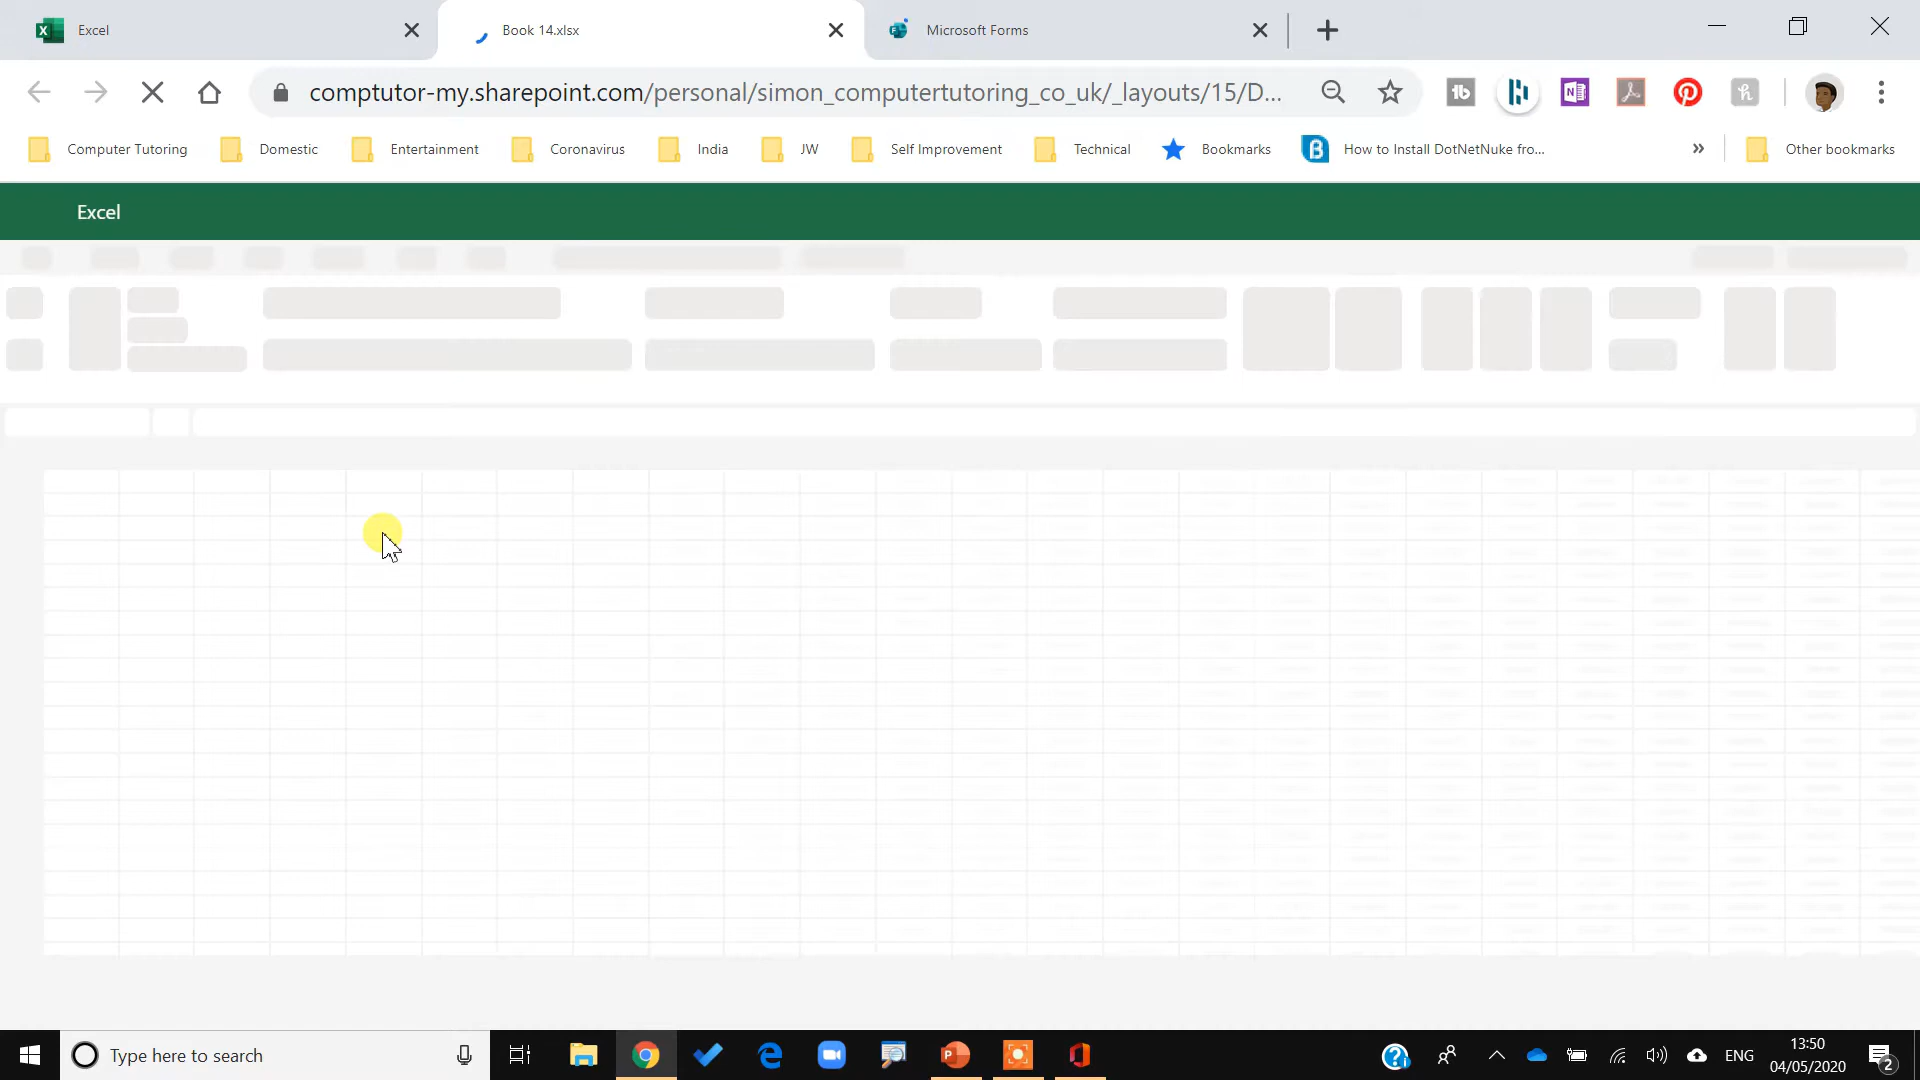 Excel
Book 14.xlsx
Microsoft Forms
comptutor-my.sharepoint.com/personal/simon_computertutoring_co_uk/_layouts/15/D...
Computer Tutoring
Domestic
Entertainment
Coronavirus
India
JW
Self Improvement
Technical
Bookmarks
How to Install DotNetNuke fro...
»
Other bookmarks
Excel
Type here to search
ENG
13:50
04/05/2020
2